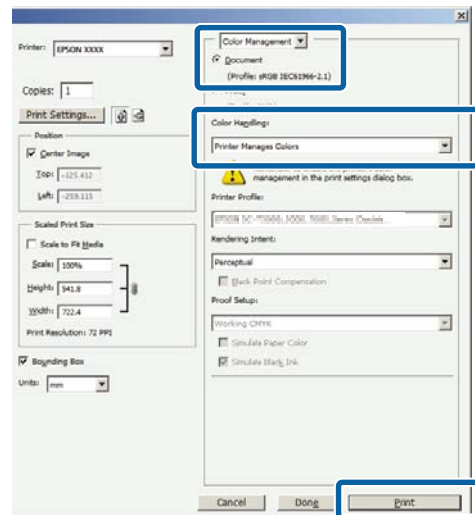 Printer: EPSON XXXX
Copies: 1
Print Settings...
Position
Center Image
Top: -125.412
Left: -259.115
Scaled Print Size
Scale to Fit Media
Scale: 100%
Height: 541.8
Width: 722.4
Print Resolution: 72 PPI
Bounding Box
Units: mm
Color Management
Document
(Profile: sRGB IEC61966-2.1)
Color Handling:
Printer Manages Colors
management in the print settings dialog box.
Printer Profile:
Rendering Intent:
Perceptual
Black Point Compensation
Proof Setup:
Working CMYK
Simulate Paper Color
Simulate Black Ink
Cancel
Done
Print